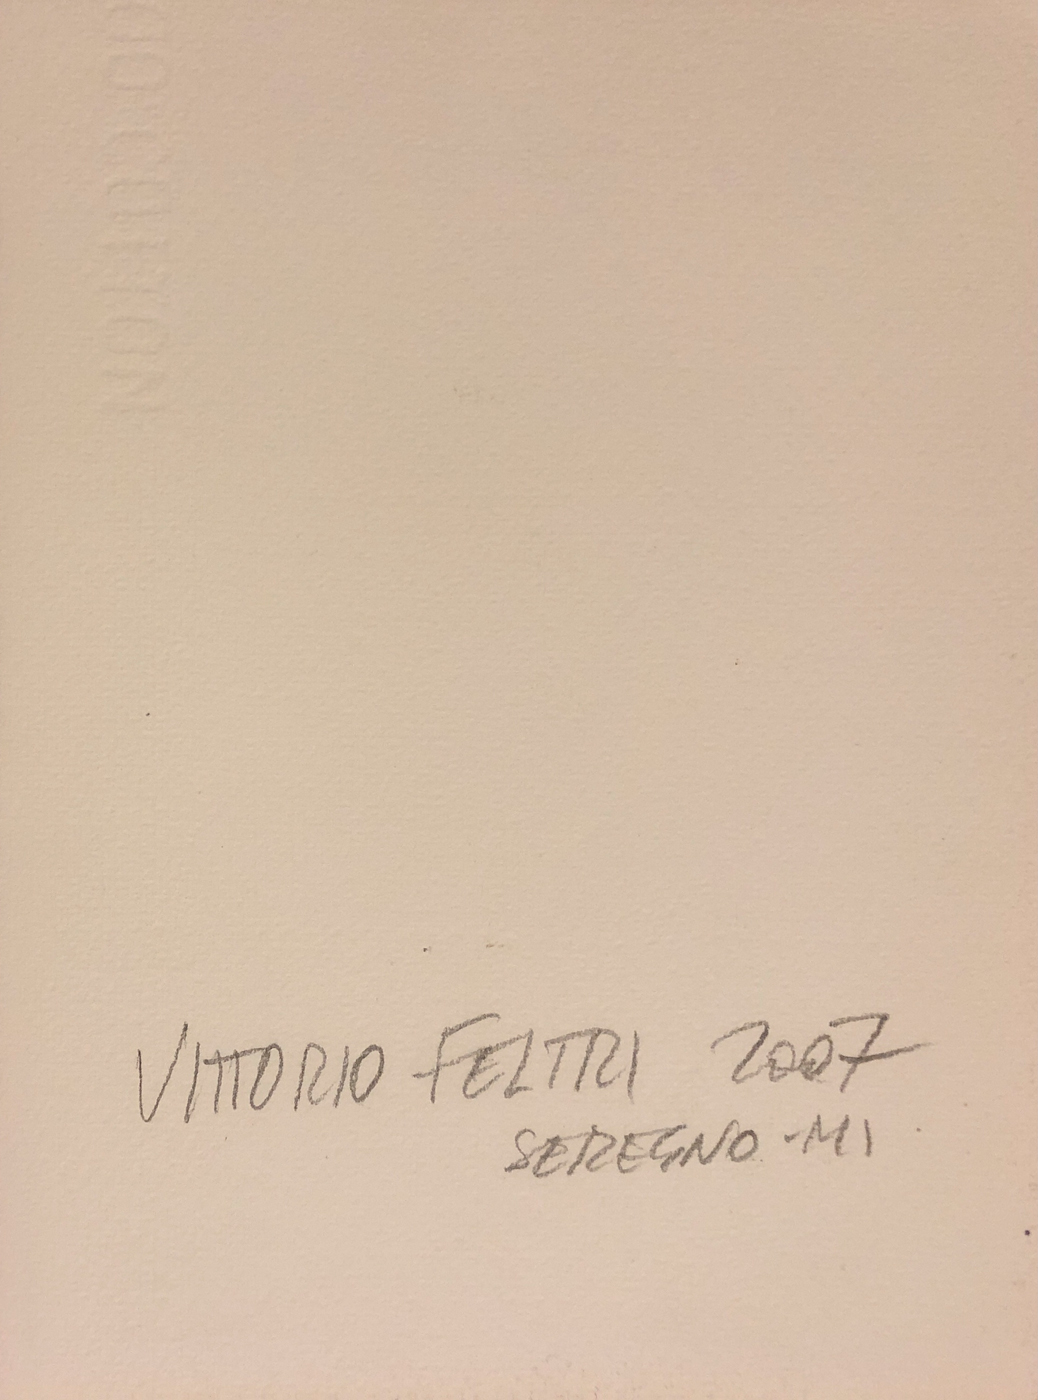 VITTORIO FELTRI 2007
SEREGNO-MI